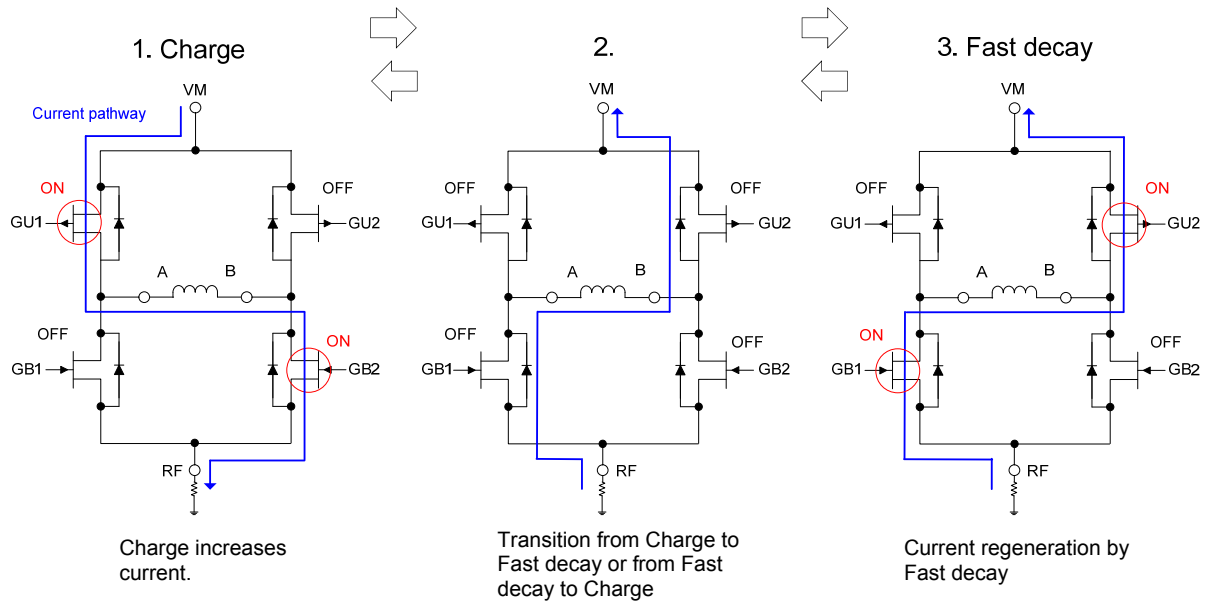 1. Charge
2.
3. Fast decay
Current pathway
VM
ON
OFF
GU1
GU2
A
B
OFF
ON
GB1
GB2
RF
Charge increases
current.
VM
OFF
OFF
GU1
GU2
A
B
OFF
OFF
GB1
GB2
RF
Transition from Charge to
Fast decay or from Fast
decay to Charge
VM
OFF
ON
GU1
GU2
A
B
ON
OFF
GB1
GB2
RF
Current regeneration by
Fast decay